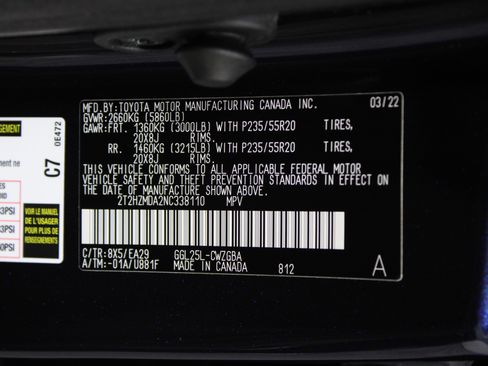 MFD.BY:TOYOTA MOTOR MANUFACTURING CANADA INC.
03/22
GVWR:2660KG (5860LB)
GAWR:FRT. 1360KG (3000LB) WITH P235/55R20 TIRES,
20X8J RIMS.
RR. 1460KG (3215LB) WITH P235/55R20 TIRES,
20X8J RIMS.
THIS VEHICLE CONFORMS TO ALL APPLICABLE FEDERAL MOTOR
VEHICLE SAFETY AND THEFT PREVENTION STANDARDS IN EFFECT ON
THE DATE OF MANUFACTURE SHOWN ABOVE.
2T2HZMDA2NC338110 MPV
C/TR:8X5/EA29 GGL25L-CWZGBA
A/TM:-01A/U881F MADE IN CANADA 812
A
C7
0E472
VOIR LE MANUEL
DE L'USAGER
POUR PLUS DE